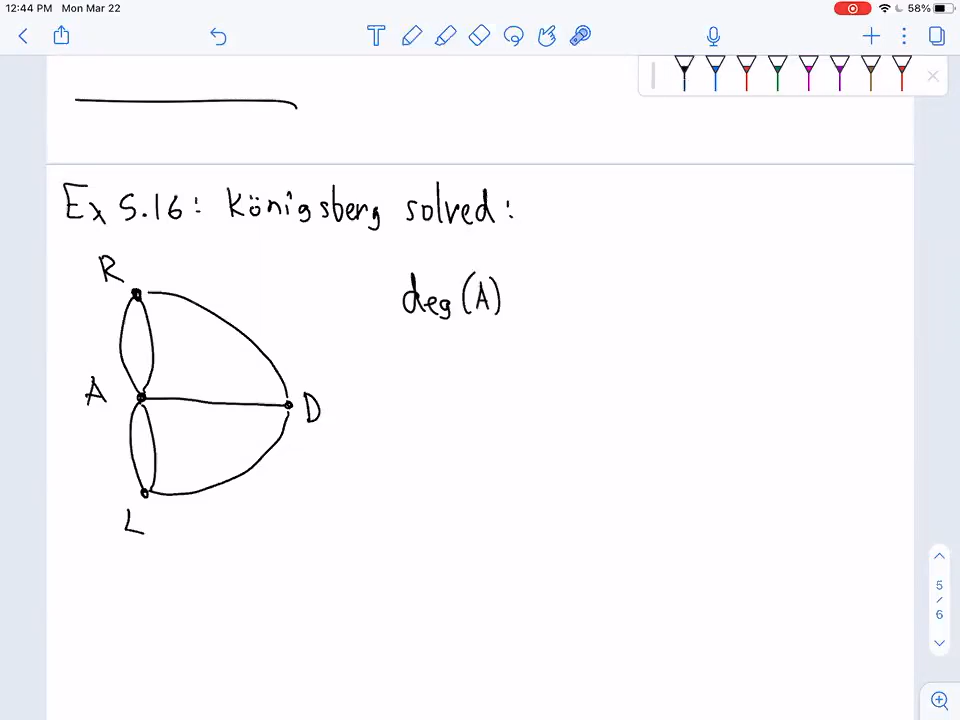 12:44 PM Mon Mar 22
58%
T
Ex 5.16: Königsberg solved:
R
deg(A)
A
D
L
5
/
6